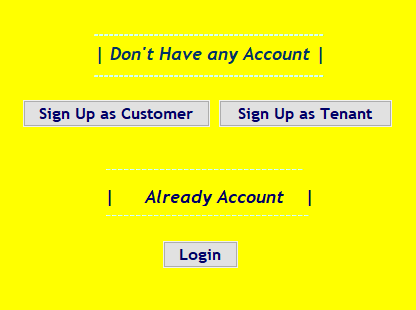 ----------------------------------------
| Don't Have any Account |
----------------------------------------
Sign Up as Customer Sign Up as Tenant
| Already Account |
Login